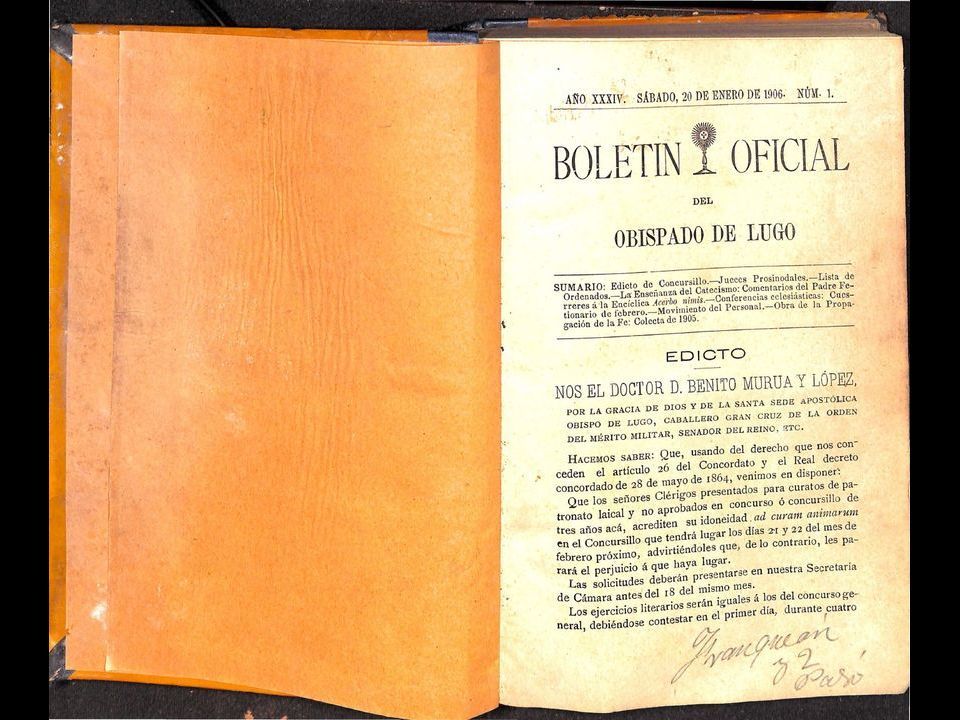 AÑO XXXIV. SÁBADO, 20 DE ENERO DE 1906. NÚM. 1.
BOLETIN OFICIAL
DEL
OBISPADO DE LUGO
SUMARIO: Edicto de Concursillo.—Jueces Prosinodales.—Lista de
Ordenados.—La Enseñanza del Catecismo: Comentarios del Padre Fe-
rreres á la Encíclica Acerbo nimis.—Conferencias eclesiásticas: Cues-
tionario de febrero.—Movimiento del Personal.—Obra de la Propa-
gación de la Fe: Colecta de 1905.
EDICTO
NOS EL DOCTOR D. BENITO MURUA Y LÓPEZ,
POR LA GRACIA DE DIOS Y DE LA SANTA SEDE APOSTÓLICA
OBISPO DE LUGO, CABALLERO GRAN CRUZ DE LA ORDEN
DEL MÉRITO MILITAR, SENADOR DEL REINO, ETC.
HACEMOS SABER: Que, usando del derecho que nos con-
ceden el artículo 26 del Concordato y el Real decreto
concordado de 28 de mayo de 1864, venimos en disponer:
Que los señores Clérigos presentados para curatos de pa-
tronato laical y no aprobados en concurso ó concursillo de
tres años acá, acrediten su idoneidad ad curam animarum
en el Concursillo que tendrá lugar los días 21 y 22 del mes de
febrero próximo, advirtiéndoles que, de lo contrario, les pa-
rará el perjuicio á que haya lugar.
Las solicitudes deberán presentarse en nuestra Secretaría
de Cámara antes del 18 del mismo mes.
Los ejercicios literarios serán iguales á los del concurso ge-
neral, debiéndose contestar en el primer día, durante cuatro
y 2